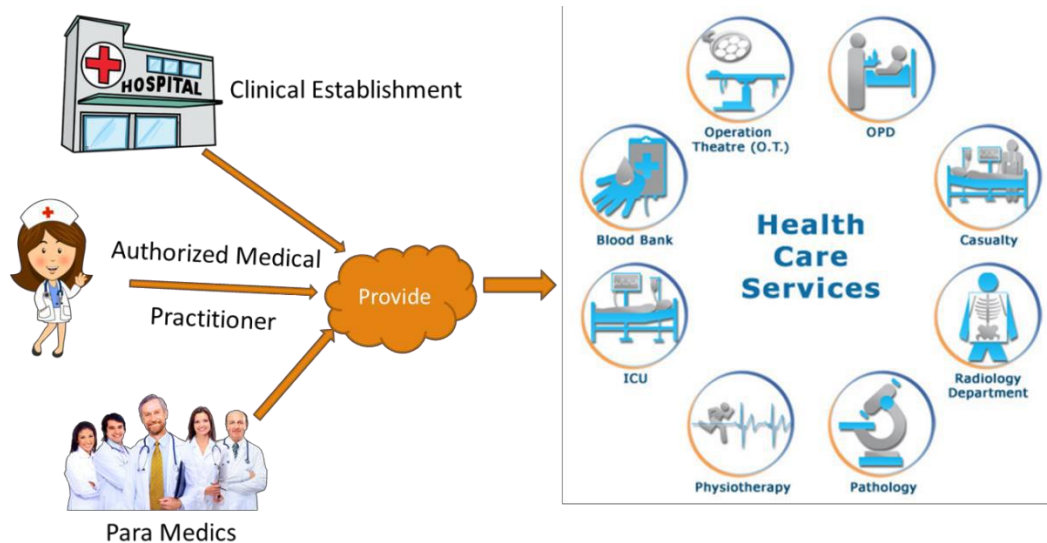 HOSPITAL
Clinical Establishment
Authorized Medical
Practitioner
Para Medics
Provide
Health
Care
Services
Operation
Theatre (O.T.)
OPD
Blood Bank
Casualty
ICU
Radiology
Department
Physiotherapy
Pathology